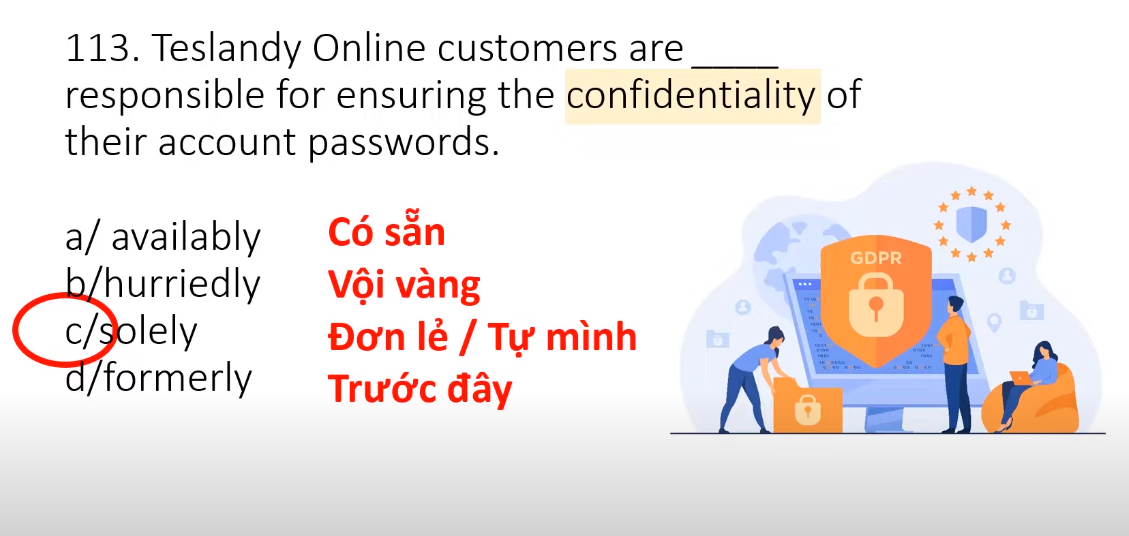 113. Teslandy Online customers are ____
responsible for ensuring the confidentiality of
their account passwords.
a/ availably Có sẵn
b/hurriedly Vội vàng
c/solely Đơn lẻ / Tự mình
d/formerly Trước đây
GDPR